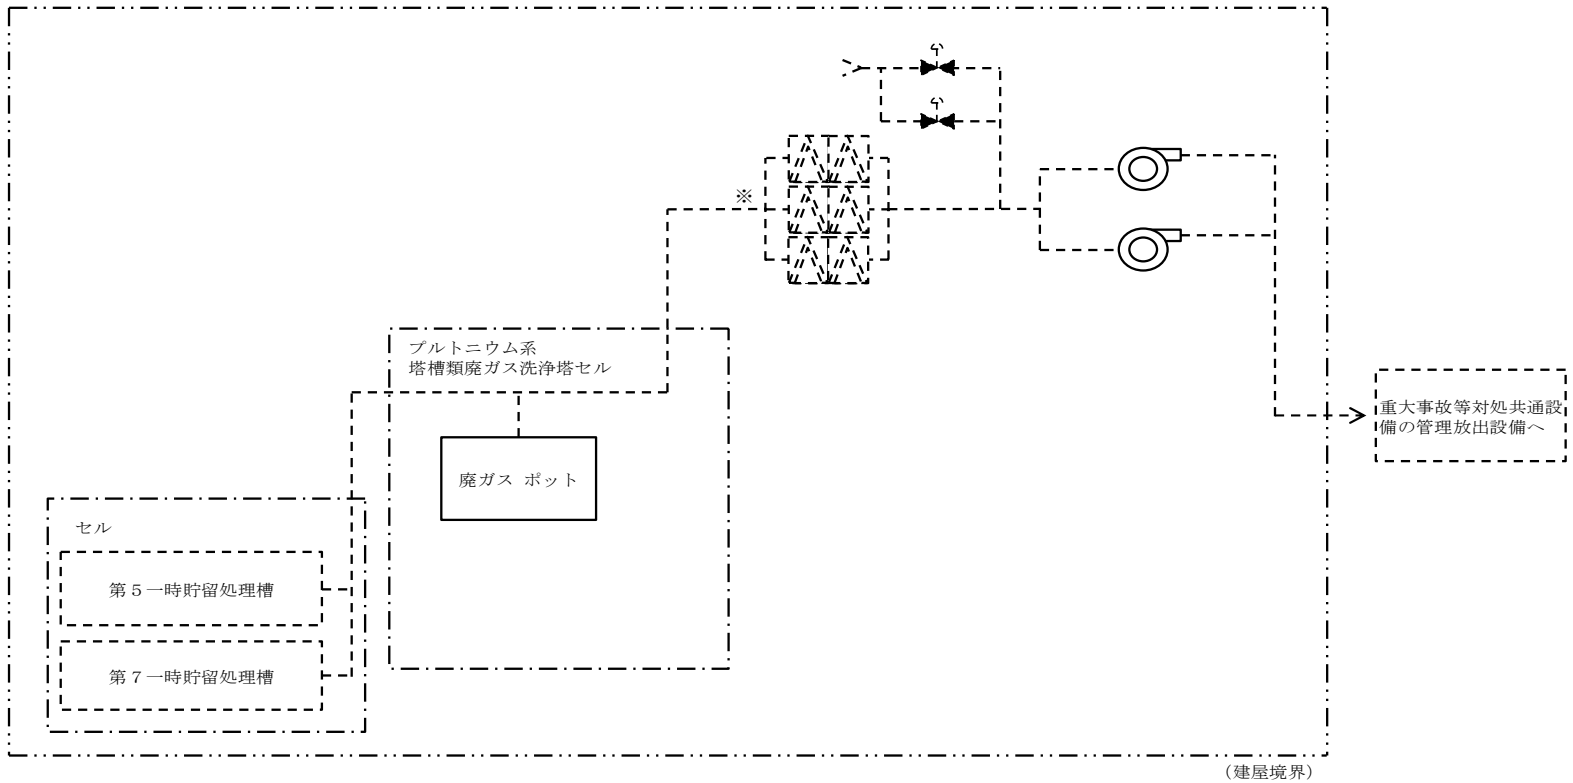 ※
プルトニウム系
塔槽類廃ガス洗浄塔セル
重大事故等対処共通設
備の管理放出設備へ
廃ガス ポット
セル
第5一時貯留処理槽
第7一時貯留処理槽
(建屋境界)